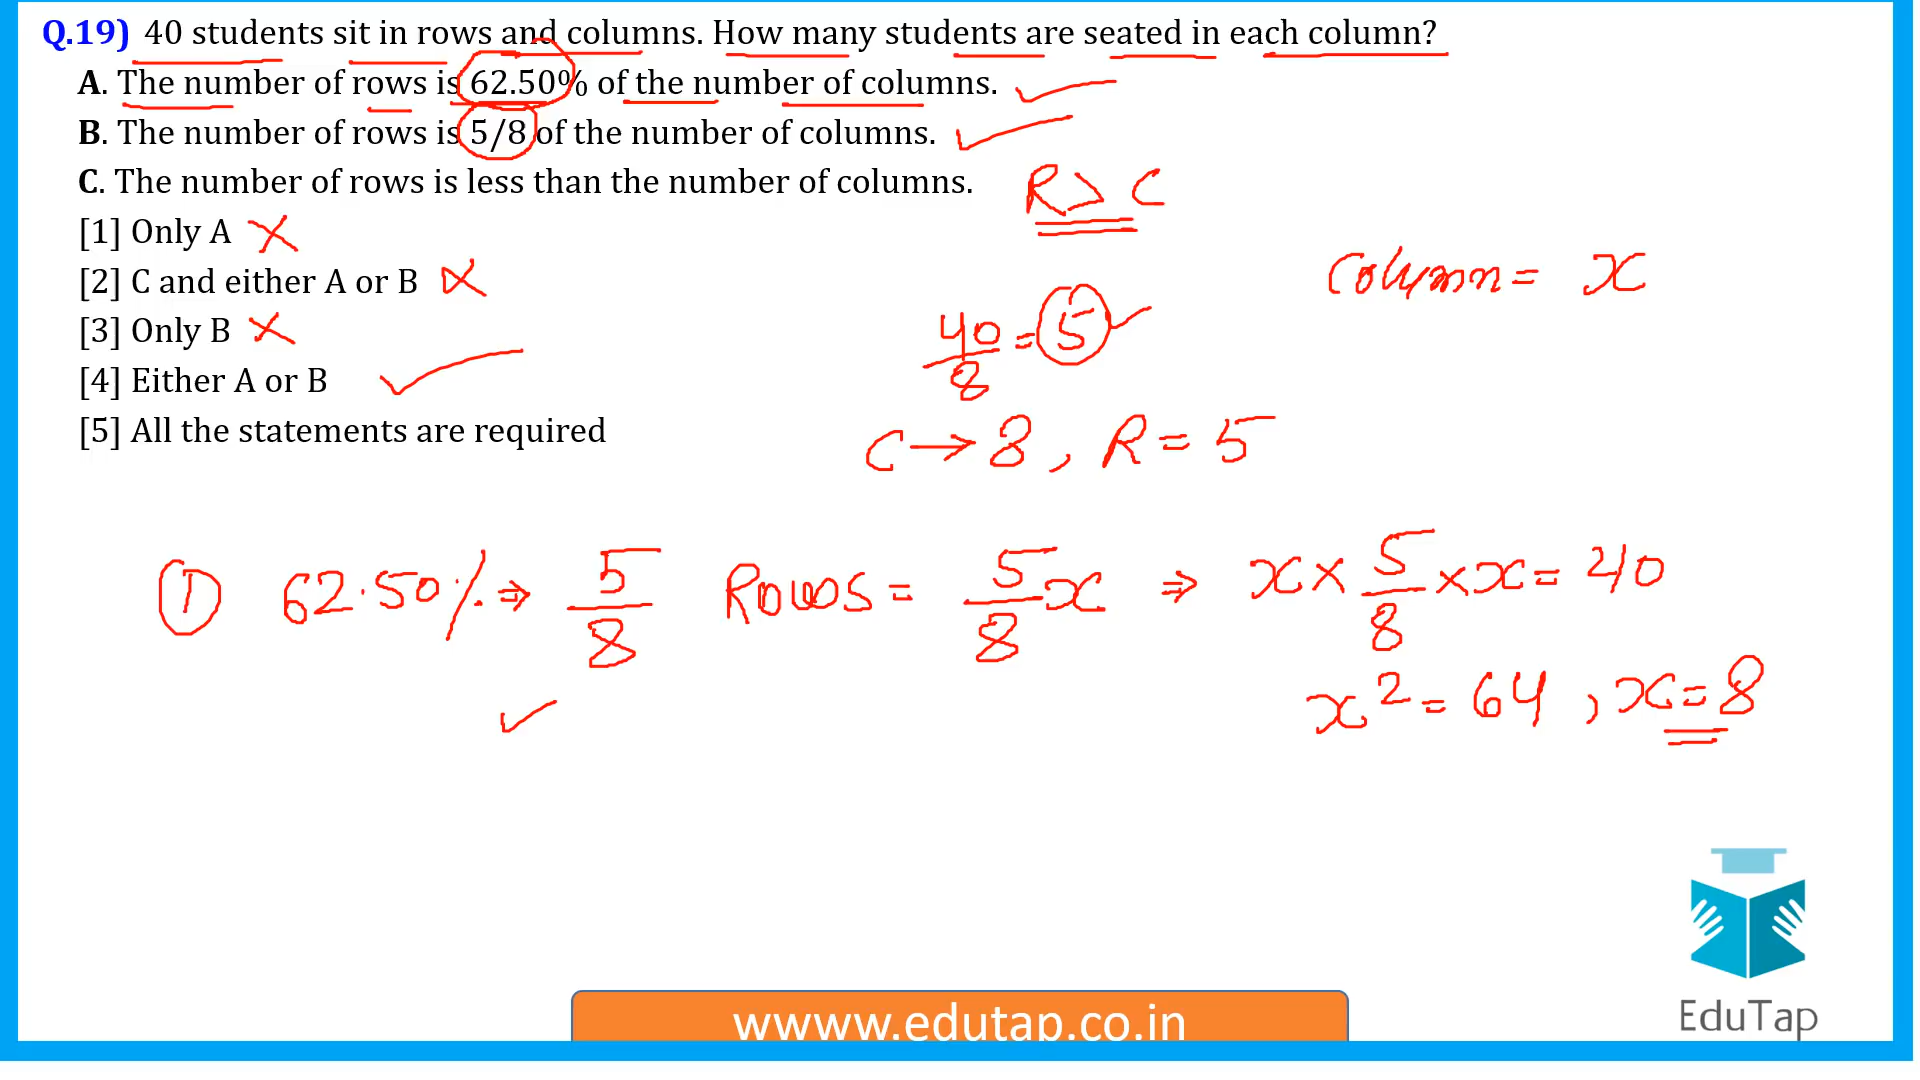 Q.19) 40 students sit in rows and columns. How many students are seated in each column?
A. The number of rows is 62.50% of the number of columns.
B. The number of rows is 5/8 of the number of columns.
C. The number of rows is less than the number of columns.
R > C
[1] Only A
[2] C and either A or B
column = x
[3] Only B
40/8 = 5
[4] Either A or B
[5] All the statements are required
C → 8, R = 5
① 62.50% ⇒ 5/8 Rows = 5/8 x ⇒ x × 5/8 × x = 40
x² = 64, x = 8
EduTap
wwww.edutap.co.in